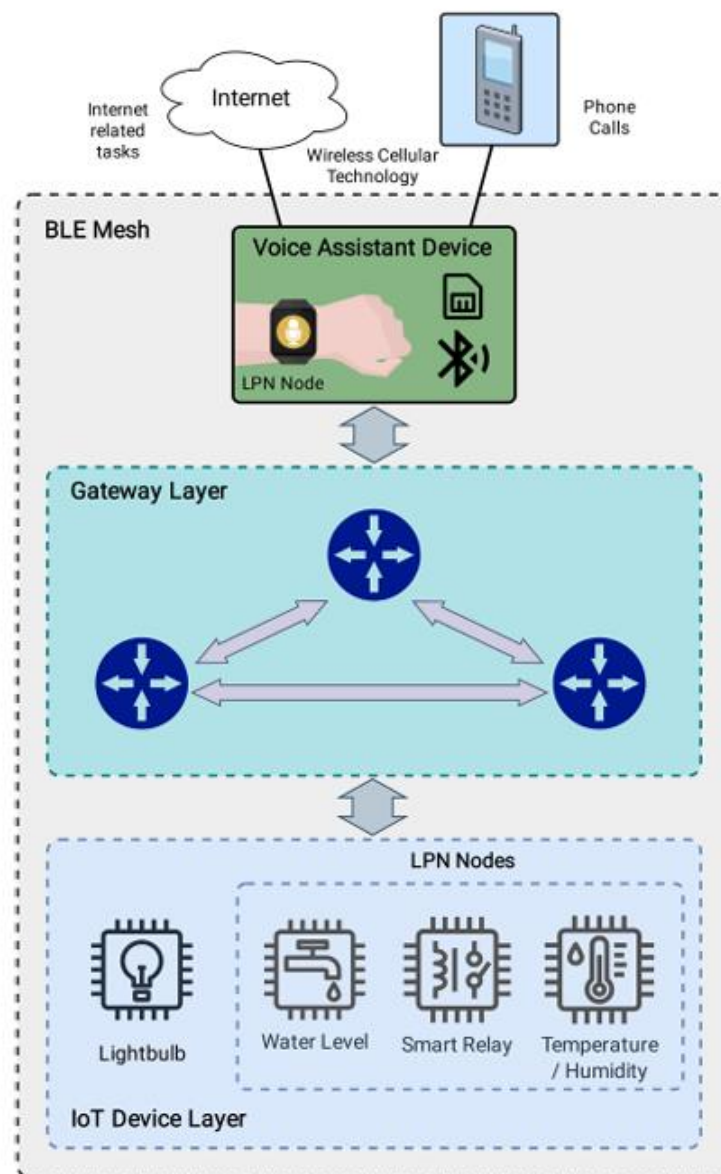 Internet
related
tasks
Internet
Phone
Calls
Wireless Cellular
Technology
BLE Mesh
Voice Assistant Device
LPN Node
Gateway Layer
LPN Nodes
Lightbulb
Water Level
Smart Relay
Temperature
/ Humidity
IoT Device Layer